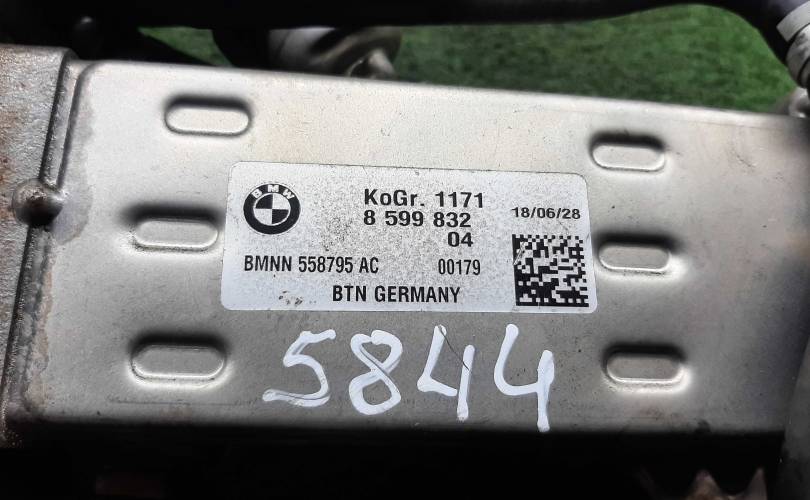 BMW
KoGr. 1171
8 599 832
18/06/28
04
BMNN 558795 AC 00179
BTN GERMANY
5844